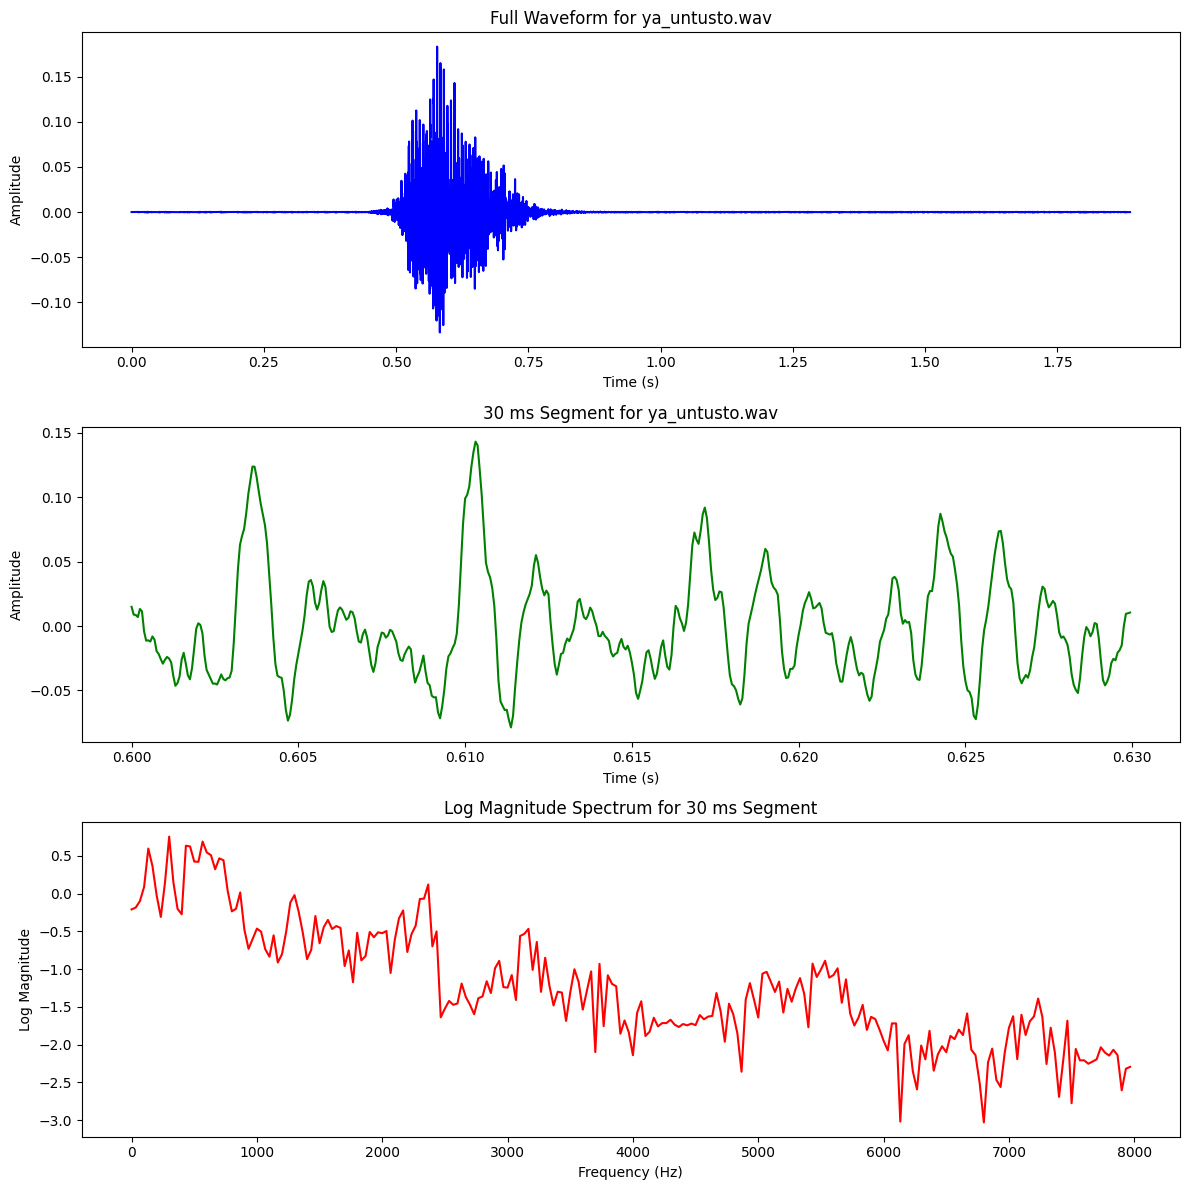 Full Waveform for ya_untusto.wav
Amplitude
0.15
0.10
0.05
0.00
−0.05
−0.10
0.00 0.25 0.50 0.75 1.00 1.25 1.50 1.75
Time (s)
30 ms Segment for ya_untusto.wav
Amplitude
0.15
0.10
0.05
0.00
−0.05
0.600 0.605 0.610 0.615 0.620 0.625 0.630
Time (s)
Log Magnitude Spectrum for 30 ms Segment
Log Magnitude
0.5
0.0
−0.5
−1.0
−1.5
−2.0
−2.5
−3.0
0 1000 2000 3000 4000 5000 6000 7000 8000
Frequency (Hz)